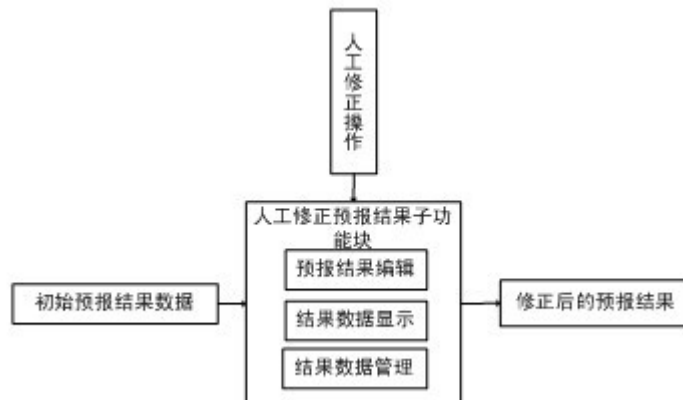 人工修正操作
人工修正预报结果子功
能块
预报结果编辑
初始预报结果数据
结果数据显示
修正后的预报结果
结果数据管理